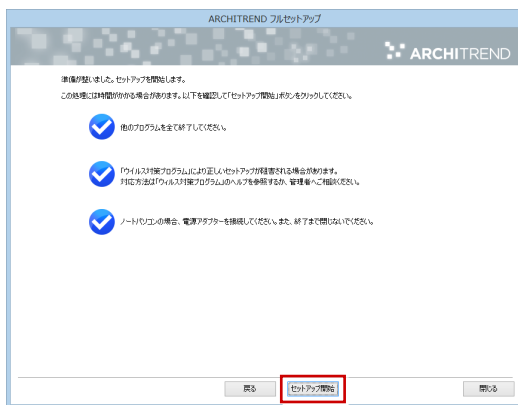 ARCHITREND フルセットアップ
ARCHITREND
準備が整いました。セットアップを開始します。
この処理には時間がかかる場合があります。以下を確認して「セットアップ開始」ボタンをクリックしてください。
他のプログラムを全て終了してください。
「ウイルス対策プログラム」により正しいセットアップが阻害される場合があります。
対応方法は「ウィルス対策プログラム」のヘルプを参照するか、管理者へご相談ください。
ノートパソコンの場合、電源アダプターを接続してください。また、終了まで閉じないでください。
戻る
セットアップ開始
閉じる